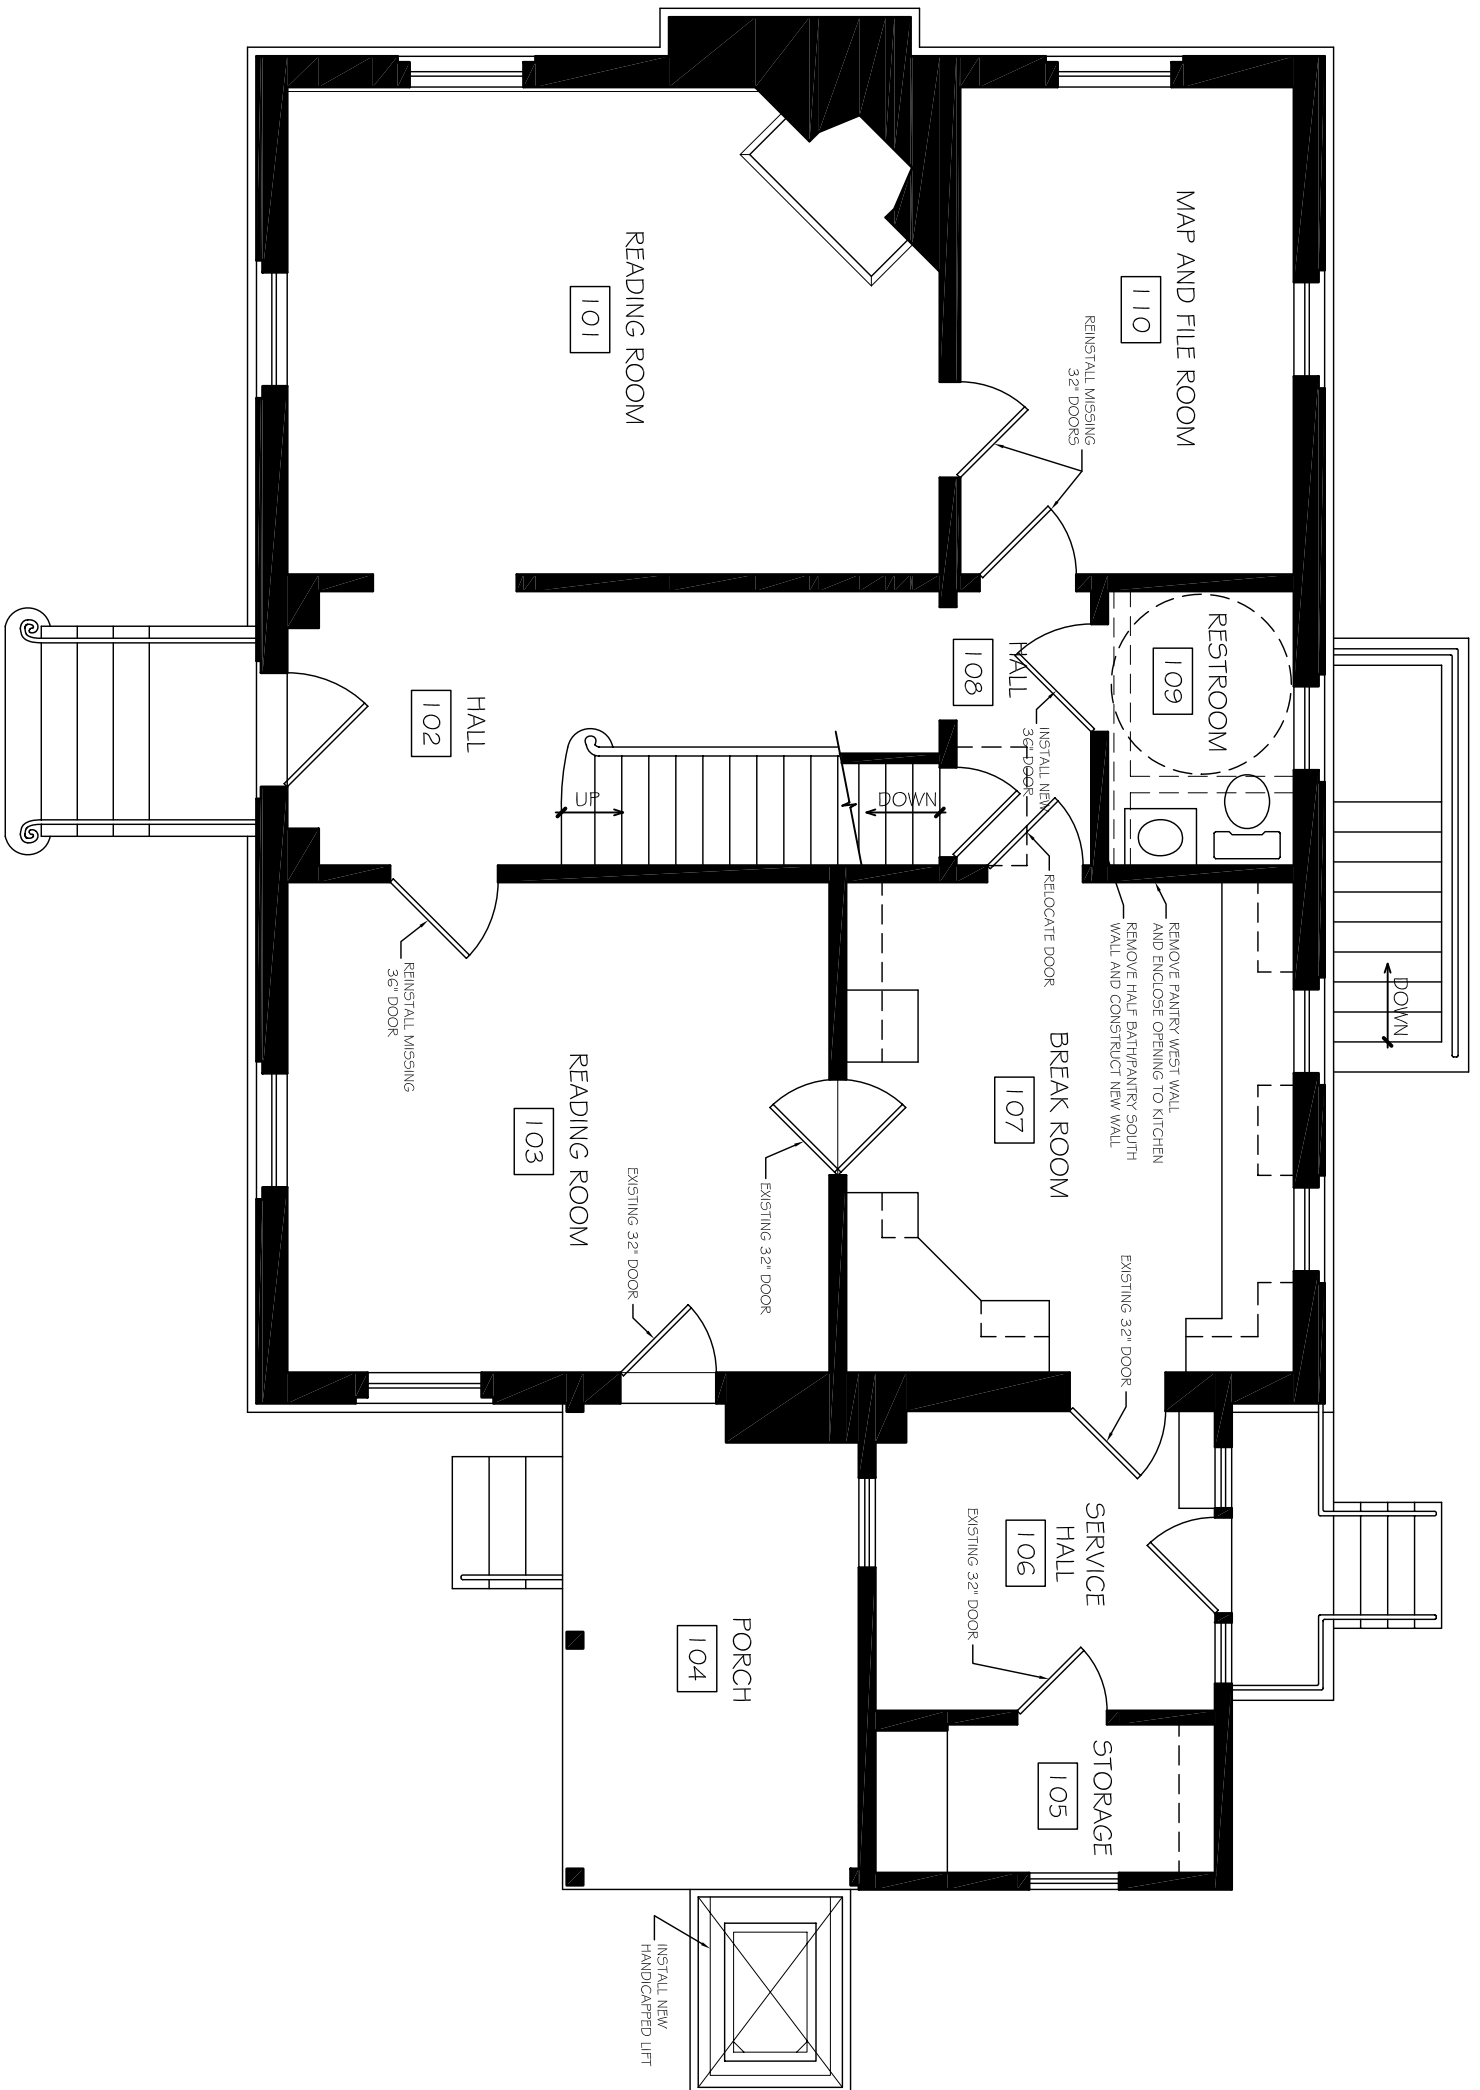 MAP AND FILE ROOM
110
REINSTALL MISSING
32" DOORS
READING ROOM
101
RESTROOM
109
HALL
108
INSTALL NEW
36" DOOR
HALL
102
UP
DOWN
DOWN
RELOCATE DOOR
REMOVE PANTRY WEST WALL
AND ENCLOSE OPENING TO KITCHEN
REMOVE HALF BATH/PANTRY SOUTH
WALL AND CONSTRUCT NEW WALL
BREAK ROOM
107
REINSTALL MISSING
36" DOOR
READING ROOM
103
EXISTING 32" DOOR
EXISTING 32" DOOR
EXISTING 32" DOOR
SERVICE
HALL
106
EXISTING 32" DOOR
PORCH
104
STORAGE
105
INSTALL NEW
HANDICAPPED LIFT